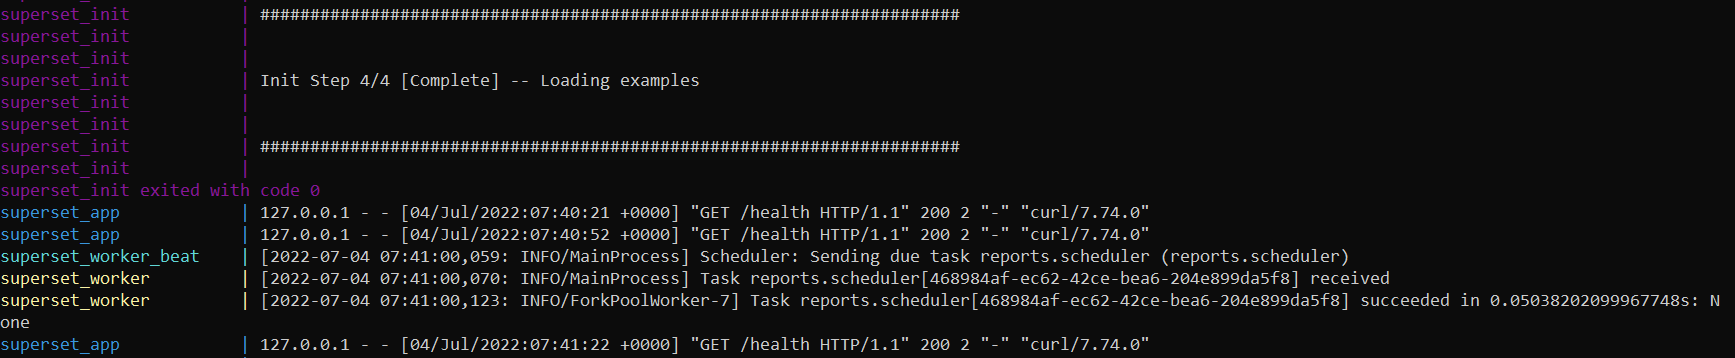 superset_init | ######################################################################
superset_init |
superset_init |
superset_init | Init Step 4/4 [Complete] -- Loading examples
superset_init |
superset_init |
superset_init | ######################################################################
superset_init |
superset_init exited with code 0
superset_app | 127.0.0.1 - - [04/Jul/2022:07:40:21 +0000] "GET /health HTTP/1.1" 200 2 "-" "curl/7.74.0"
superset_app | 127.0.0.1 - - [04/Jul/2022:07:40:52 +0000] "GET /health HTTP/1.1" 200 2 "-" "curl/7.74.0"
superset_worker_beat | [2022-07-04 07:41:00,059: INFO/MainProcess] Scheduler: Sending due task reports.scheduler (reports.scheduler)
superset_worker | [2022-07-04 07:41:00,070: INFO/MainProcess] Task reports.scheduler[468984af-ec62-42ce-bea6-204e899da5f8] received
superset_worker | [2022-07-04 07:41:00,123: INFO/ForkPoolWorker-7] Task reports.scheduler[468984af-ec62-42ce-bea6-204e899da5f8] succeeded in 0.05038202099967748s: N
one
superset_app | 127.0.0.1 - - [04/Jul/2022:07:41:22 +0000] "GET /health HTTP/1.1" 200 2 "-" "curl/7.74.0"